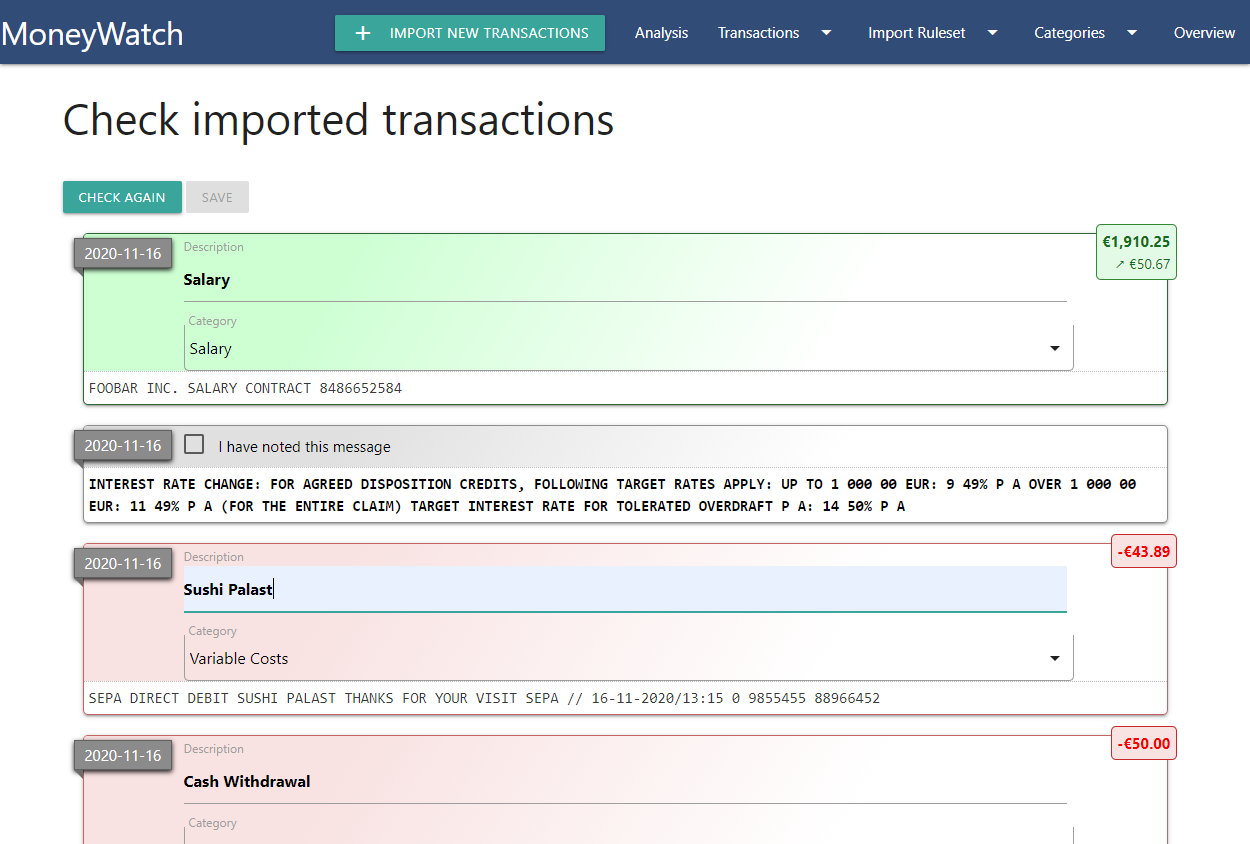 MoneyWatch
+ IMPORT NEW TRANSACTIONS
Analysis
Transactions
Import Ruleset
Categories
Overview
Check imported transactions
CHECK AGAIN
SAVE
2020-11-16
Description
€1,910.25
↗ €50.67
Salary
Category
Salary
FOOBAR INC. SALARY CONTRACT 8486652584
2020-11-16
I have noted this message
INTEREST RATE CHANGE: FOR AGREED DISPOSITION CREDITS, FOLLOWING TARGET RATES APPLY: UP TO 1 000 00 EUR: 9 49% P A OVER 1 000 00
EUR: 11 49% P A (FOR THE ENTIRE CLAIM) TARGET INTEREST RATE FOR TOLERATED OVERDRAFT P A: 14 50% P A
2020-11-16
Description
-€43.89
Sushi Palast
Category
Variable Costs
SEPA DIRECT DEBIT SUSHI PALAST THANKS FOR YOUR VISIT SEPA // 16-11-2020/13:15 0 9855455 88966452
2020-11-16
Description
-€50.00
Cash Withdrawal
Category